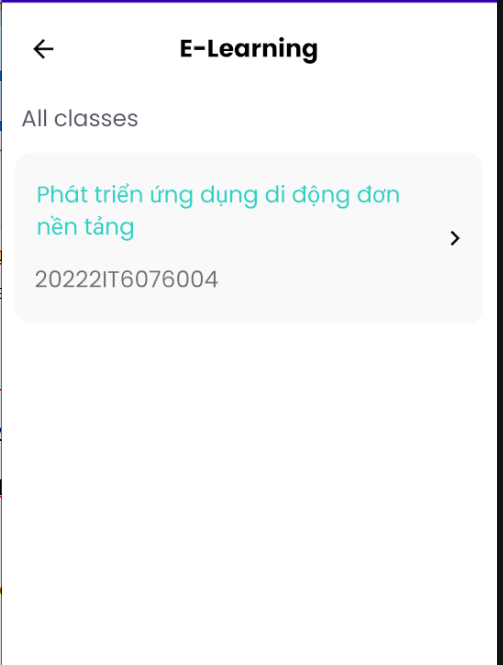 E-Learning
All classes
Phát triển ứng dụng di động đơn
nền tảng
20222IT6076004